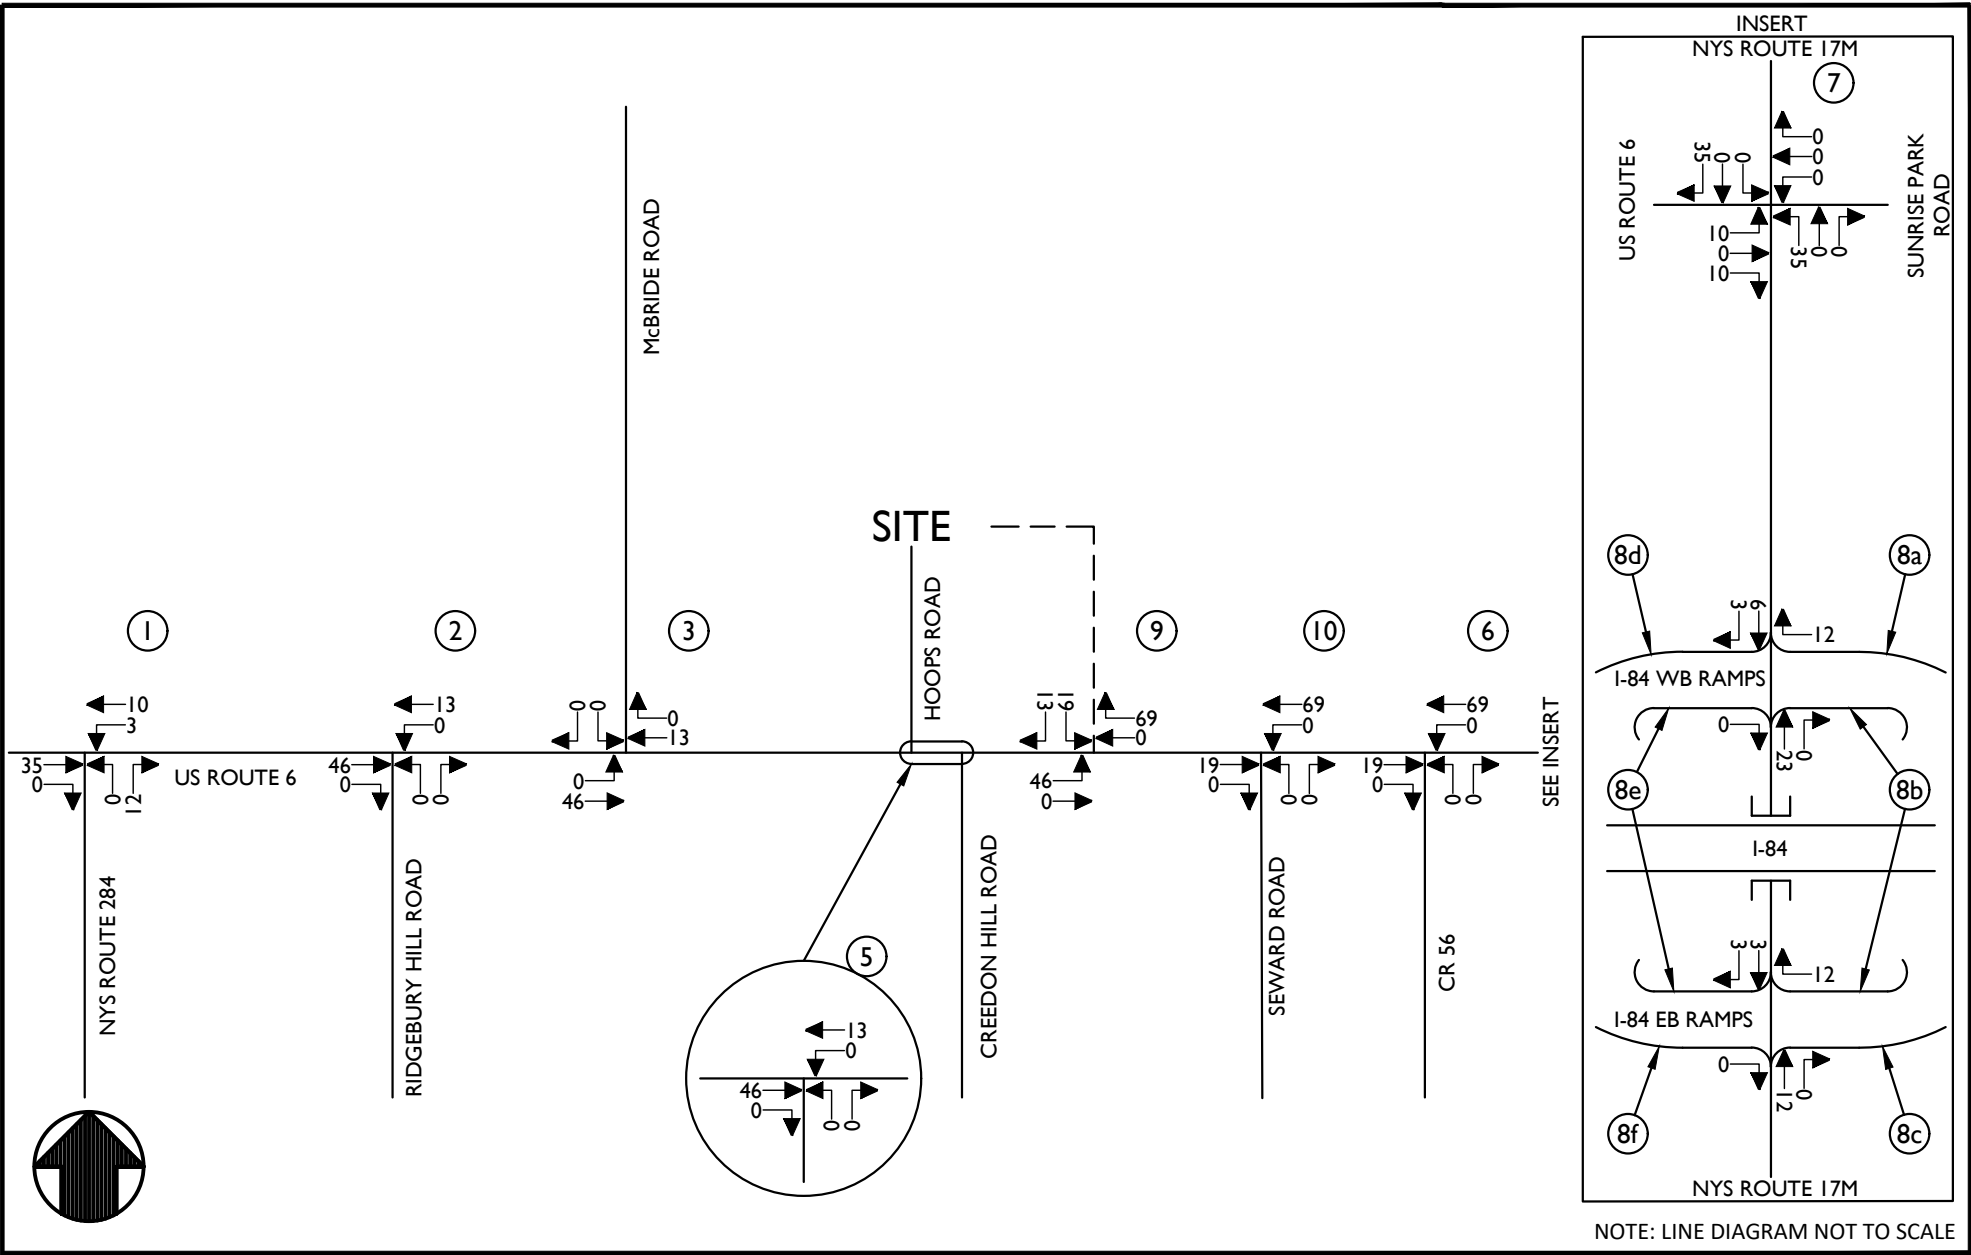 INSERT
NYS ROUTE 17M
7
US ROUTE 6
SUNRISE PARK
ROAD
35 0 0
0
0
0
10
0
10
35 0 0
McBRIDE ROAD
SITE
HOOPS ROAD
1
2
3
9
10
6
10
3
35
0
0 12
US ROUTE 6
NYS ROUTE 284
13
0
46
0
0 0
RIDGEBURY HILL ROAD
0 0
0
13
0
46
13 19
69
0
46
0
69
0
19
0
0 0
SEWARD ROAD
69
0
19
0
0 0
CR 56
SEE INSERT
CREEDON HILL ROAD
5
13
0
46
0
0 0
8d
8a
3 6
12
I-84 WB RAMPS
0
23 0
8e
8b
I-84
3 3
12
I-84 EB RAMPS
0
12 0
8f
8c
NYS ROUTE 17M
NOTE: LINE DIAGRAM NOT TO SCALE